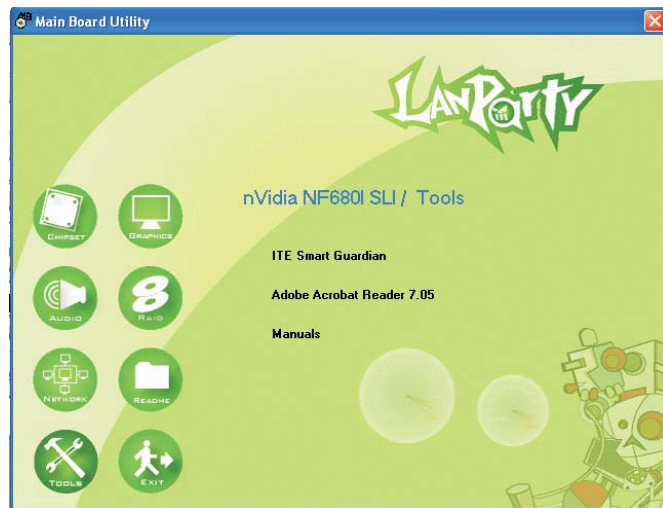 Main Board Utility
LANPARTY
nVidia NF680I SLI / Tools
CHIPSET
GRAPHICS
ITE Smart Guardian
AUDIO
RAID
Adobe Acrobat Reader 7.05
Manuals
NETWORK
README
TOOLS
EXIT